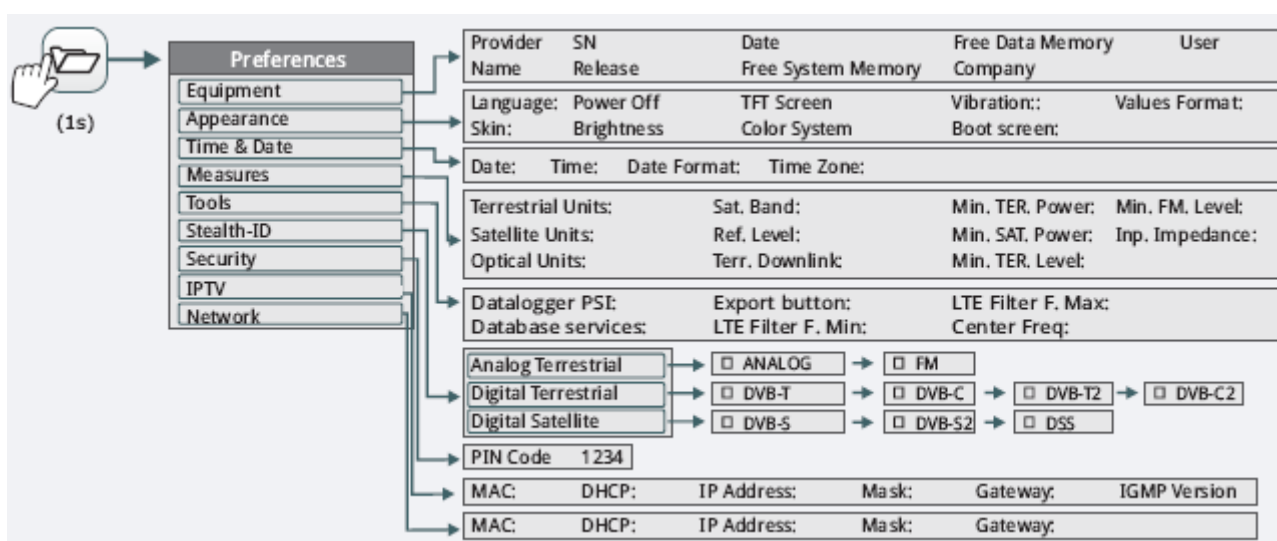 (1s)
Preferences
Equipment
Appearance
Time & Date
Measures
Tools
Stealth-ID
Security
IPTV
Network
Provider SN Date Free Data Memory User
Name Release Free System Memory Company
Language: Power Off TFT Screen Vibration:: Values Format:
Skin: Brightness Color System Boot screen:
Date: Time: Date Format: Time Zone:
Terrestrial Units: Sat. Band: Min. TER. Power: Min. FM. Level:
Satellite Units: Ref. Level: Min. SAT. Power: Inp. Impedance:
Optical Units: Terr. Downlink: Min. TER. Level:
Datalogger PSI: Export button: LTE Filter F. Max:
Database services: LTE Filter F. Min: Center Freq:
Analog Terrestrial ANALOG FM
Digital Terrestrial DVB-T DVB-C DVB-T2 DVB-C2
Digital Satellite DVB-S DVB-S2 DSS
PIN Code 1234
MAC: DHCP: IP Address: Mask: Gateway: IGMP Version
MAC: DHCP: IP Address: Mask: Gateway: